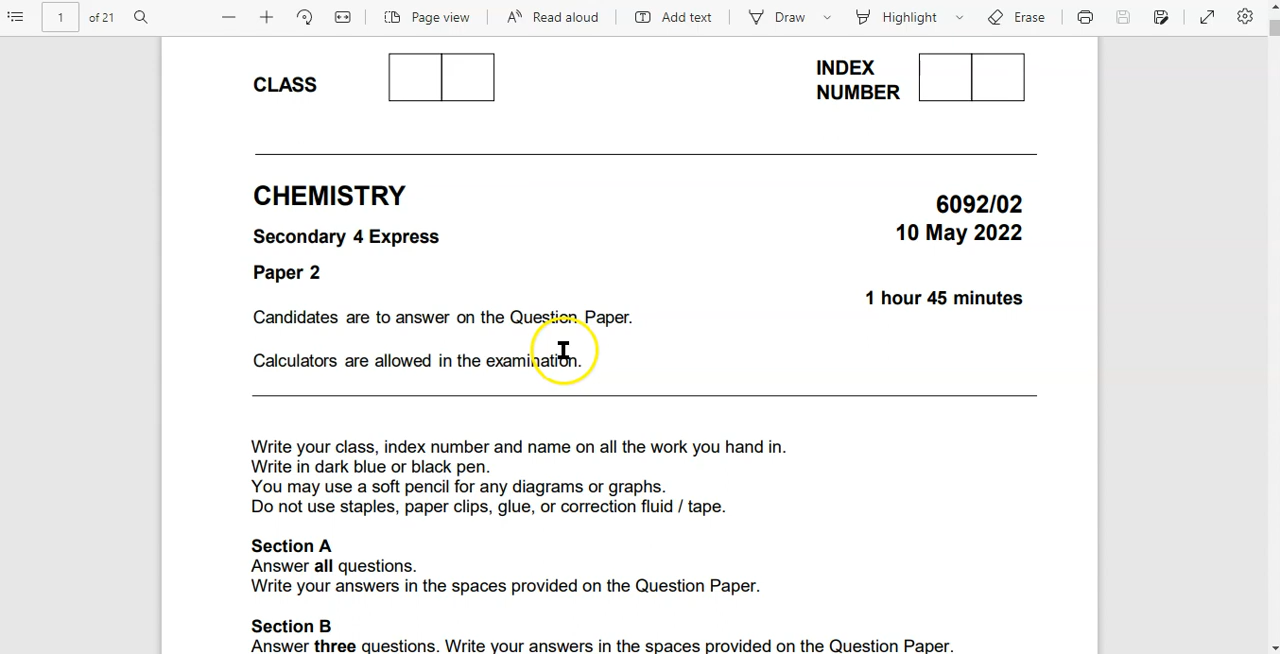 1 of 21 Page view Read aloud Add text Draw Highlight Erase
CLASS
INDEX
NUMBER
CHEMISTRY
6092/02
Secondary 4 Express
10 May 2022
Paper 2
1 hour 45 minutes
Candidates are to answer on the Question Paper.
Calculators are allowed in the examination.
Write your class, index number and name on all the work you hand in.
Write in dark blue or black pen.
You may use a soft pencil for any diagrams or graphs.
Do not use staples, paper clips, glue, or correction fluid / tape.
Section A
Answer all questions.
Write your answers in the spaces provided on the Question Paper.
Section B
Answer three questions. Write your answers in the spaces provided on the Question Paper.